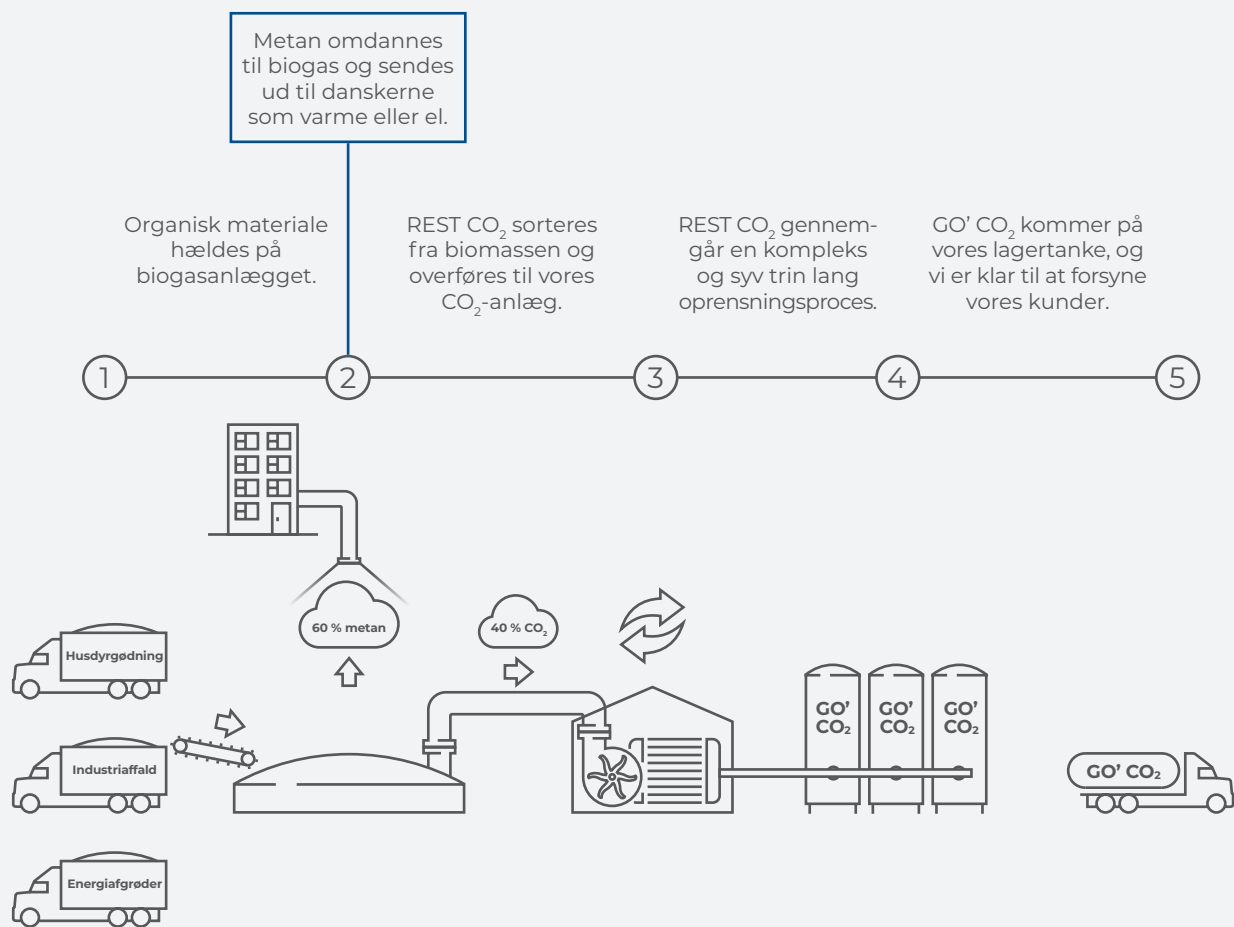 Metan omdannes
til biogas og sendes
ud til danskerne
som varme eller el.
Organisk materiale
hældes på
biogasanlægget.
REST CO₂ sorteres
fra biomassen og
overføres til vores
CO₂-anlæg.
REST CO₂ gennem-
går en kompleks
og syv trin lang
oprensningsproces.
GO’ CO₂ kommer på
vores lagertanke, og
vi er klar til at forsyne
vores kunder.
1
2
3
4
5
60 % metan
40 % CO₂
Husdyrgødning
Industriaffald
Energiafgrøder
GO’
CO₂
GO’
CO₂
GO’
CO₂
GO’ CO₂